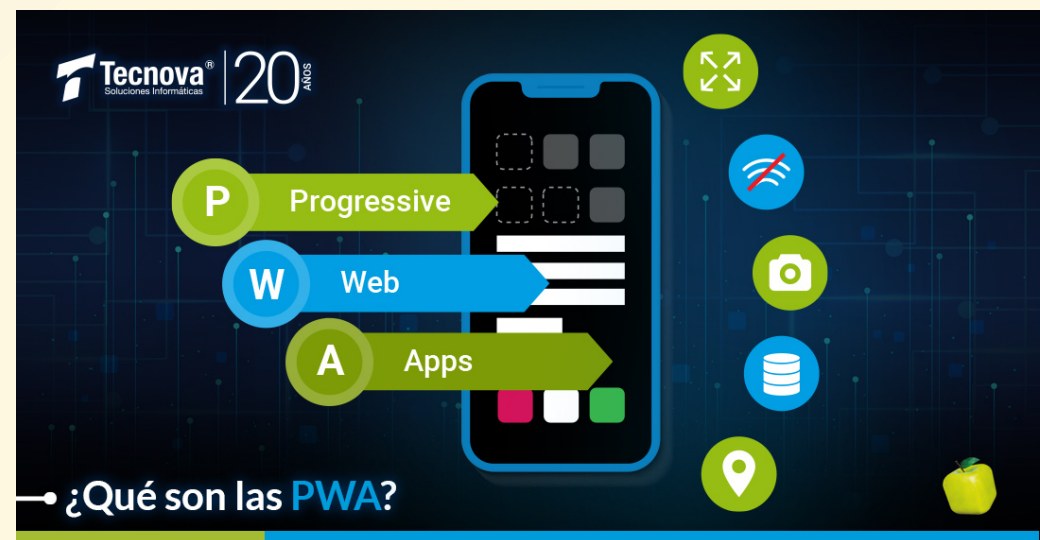 Tecnova®
Soluciones Informáticas
20 AÑOS
P Progressive
W Web
A Apps
¿Qué son las PWA?